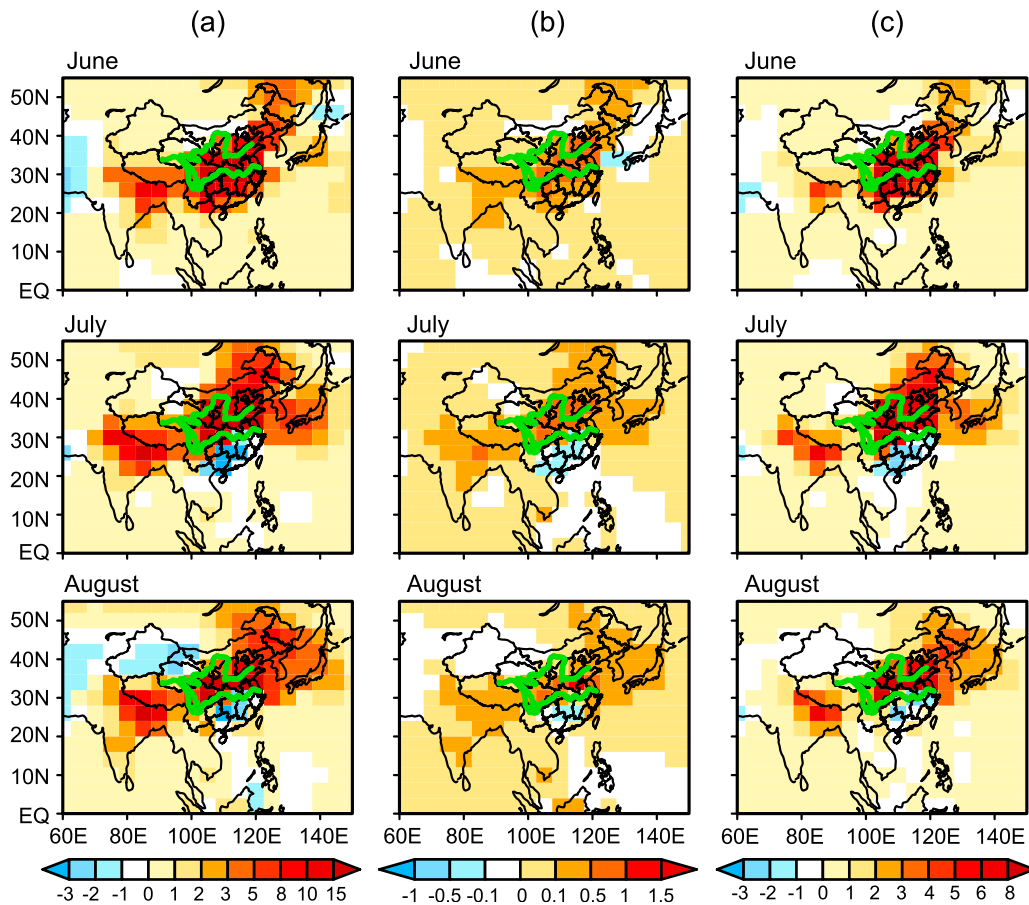 (a) (b) (c)
June June June
50N
40N
30N
20N
10N
EQ
July July July
50N
40N
30N
20N
10N
EQ
August August August
50N
40N
30N
20N
10N
EQ
60E 80E 100E 120E 140E 60E 80E 100E 120E 140E 60E 80E 100E 120E 140E
-3 -2 -1 0 1 2 3 5 8 10 15 -1 -0.5 -0.1 0 0.1 0.5 1 1.5 -3 -2 -1 0 1 2 3 4 5 6 8